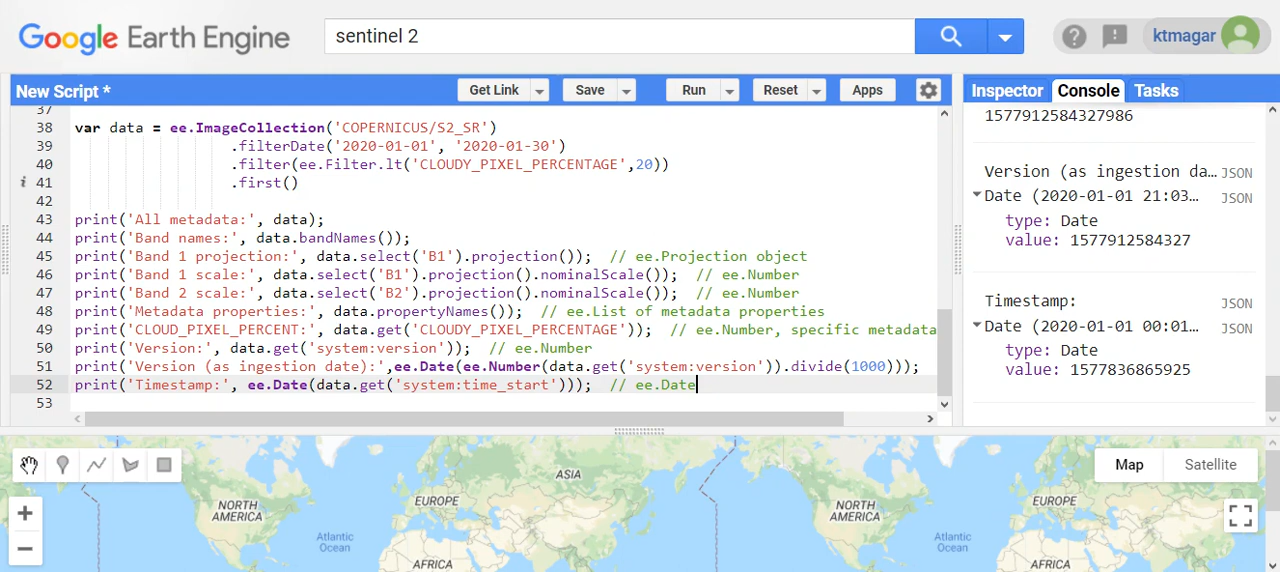 Google Earth Engine
sentinel 2
ktmagar
New Script *
Get Link
Save
Run
Reset
Apps
Inspector
Console
Tasks
37
38 var data = ee.ImageCollection('COPERNICUS/S2_SR')
39 .filterDate('2020-01-01', '2020-01-30')
40 .filter(ee.Filter.lt('CLOUDY_PIXEL_PERCENTAGE',20))
i 41 .first()
42
43 print('All metadata:', data);
44 print('Band names:', data.bandNames());
45 print('Band 1 projection:', data.select('B1').projection()); // ee.Projection object
46 print('Band 1 scale:', data.select('B1').projection().nominalScale()); // ee.Number
47 print('Band 2 scale:', data.select('B2').projection().nominalScale()); // ee.Number
48 print('Metadata properties:', data.propertyNames()); // ee.List of metadata properties
49 print('CLOUD_PIXEL_PERCENT:', data.get('CLOUDY_PIXEL_PERCENTAGE')); // ee.Number, specific metadata
50 print('Version:', data.get('system:version')); // ee.Number
51 print('Version (as ingestion date):',ee.Date(ee.Number(data.get('system:version')).divide(1000)));
52 print('Timestamp:', ee.Date(data.get('system:time_start'))); // ee.Date
53
1577912584327986
Version (as ingestion da… JSON
Date (2020-01-01 21:03… JSON
type: Date
value: 1577912584327
Timestamp: JSON
Date (2020-01-01 00:01… JSON
type: Date
value: 1577836865925
Map
Satellite
ASIA
NORTH
AMERICA
EUROPE
Atlantic
Ocean
AFRICA
NORTH
AMERICA
EUROPE
Atlantic
Ocean
AFRICA